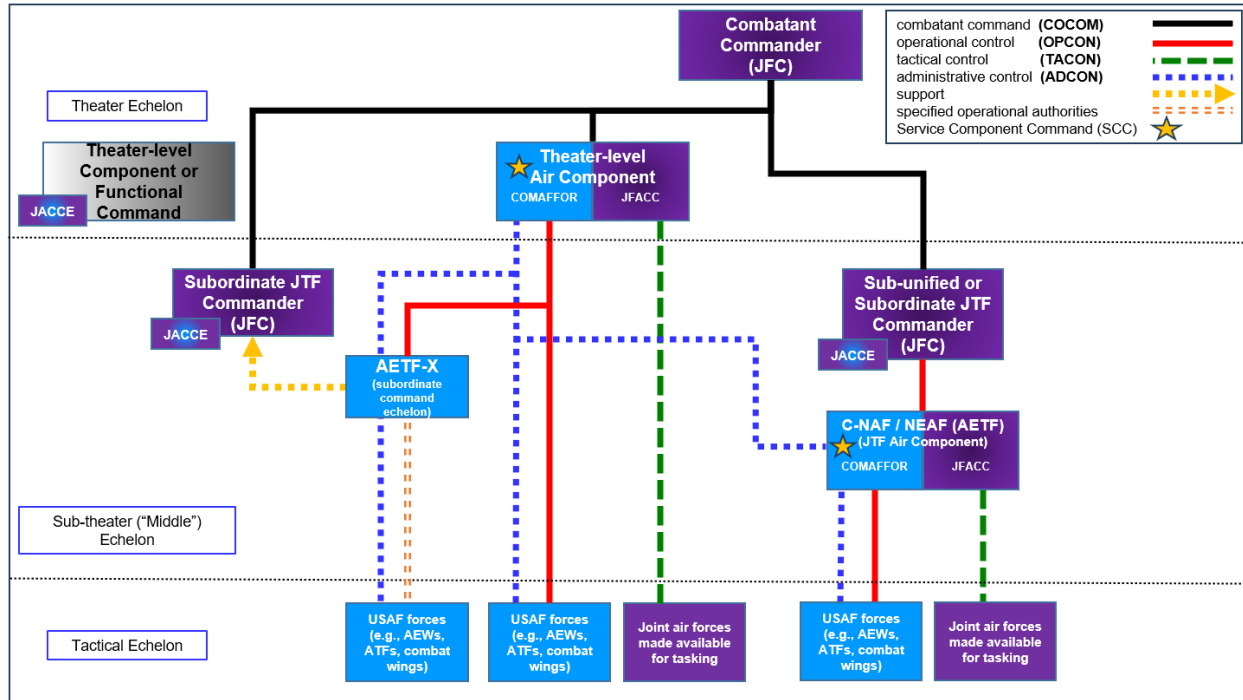 Combatant
Commander
(JFC)
combatant command (COCOM)
operational control (OPCON)
tactical control (TACON)
administrative control (ADCON)
support
specified operational authorities
Service Component Command (SCC)
Theater Echelon
Theater-level
Component or
Functional
Command
JACCE
Theater-level
Air Component
COMAFFOR
JFACC
Subordinate JTF
Commander
(JFC)
JACCE
Sub-unified or
Subordinate JTF
Commander
(JFC)
JACCE
AETF-X
(subordinate
command
echelon)
C-NAF / NEAF (AETF)
(JTF Air Component)
COMAFFOR
JFACC
Sub-theater (“Middle”)
Echelon
Tactical Echelon
USAF forces
(e.g., AEWs,
ATFs, combat
wings)
USAF forces
(e.g., AEWs,
ATFs, combat
wings)
Joint air forces
made available
for tasking
USAF forces
(e.g., AEWs,
ATFs, combat
wings)
Joint air forces
made available
for tasking